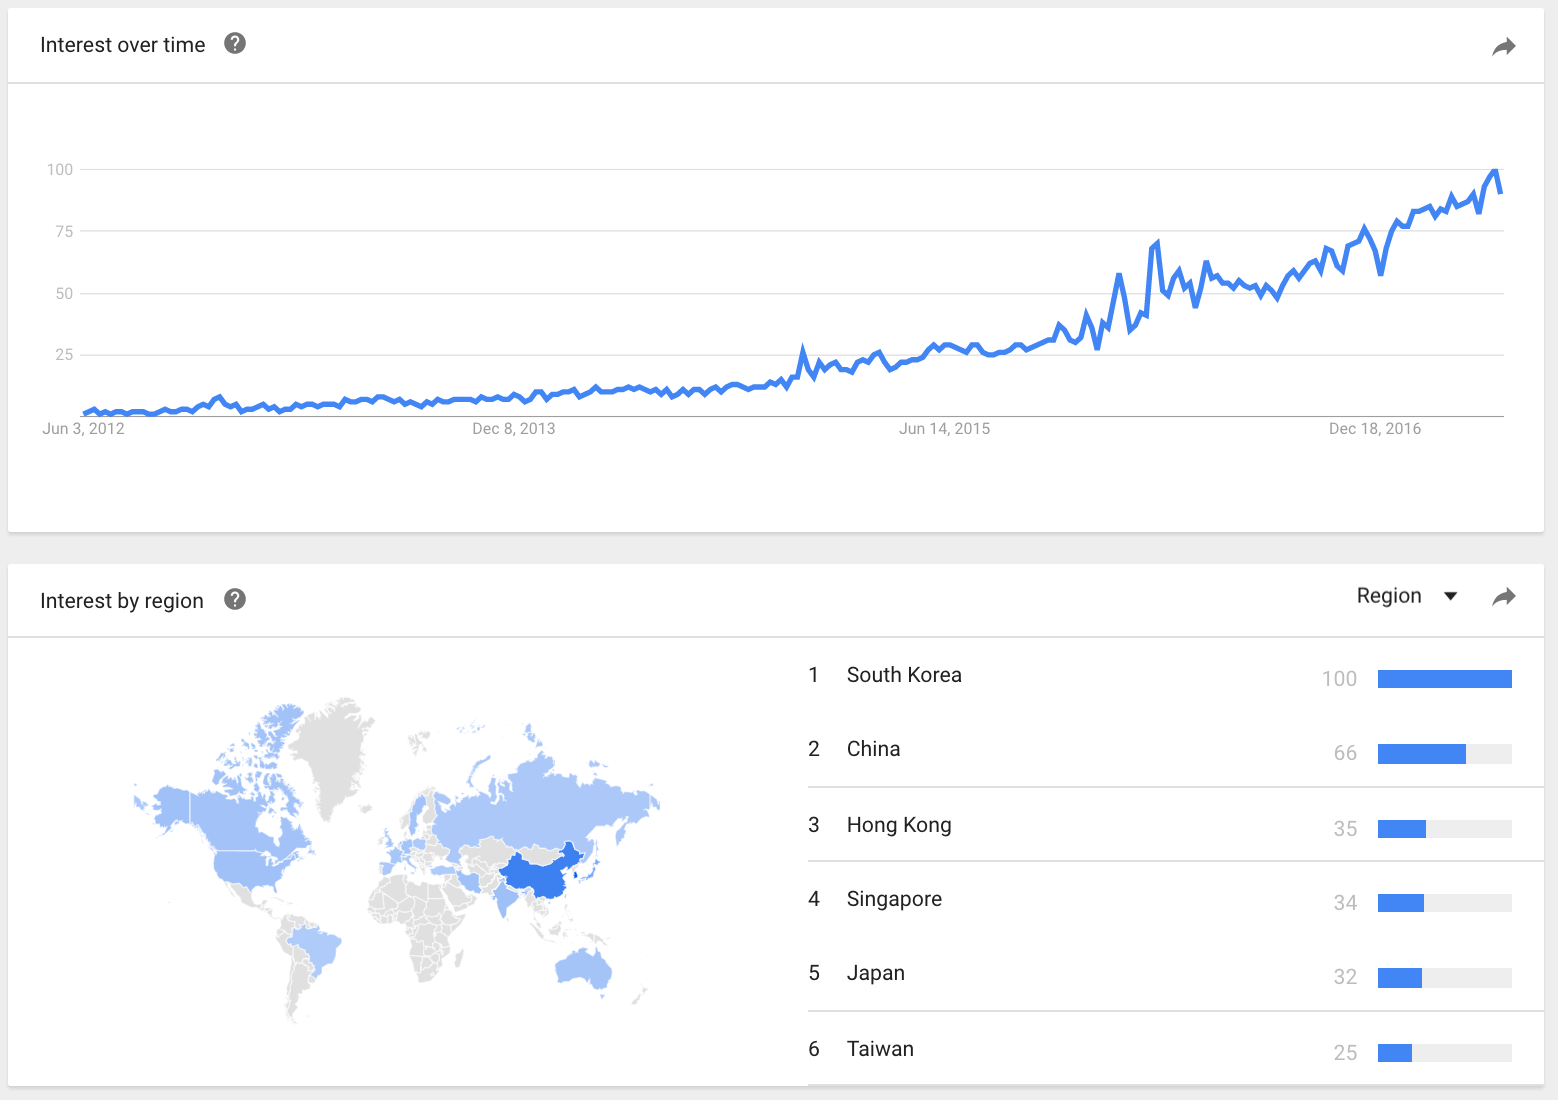 Interest over time ?
100
75
50
25
Jun 3, 2012 Dec 8, 2013 Jun 14, 2015 Dec 18, 2016
Interest by region ? Region
1 South Korea 100
2 China 66
3 Hong Kong 35
4 Singapore 34
5 Japan 32
6 Taiwan 25